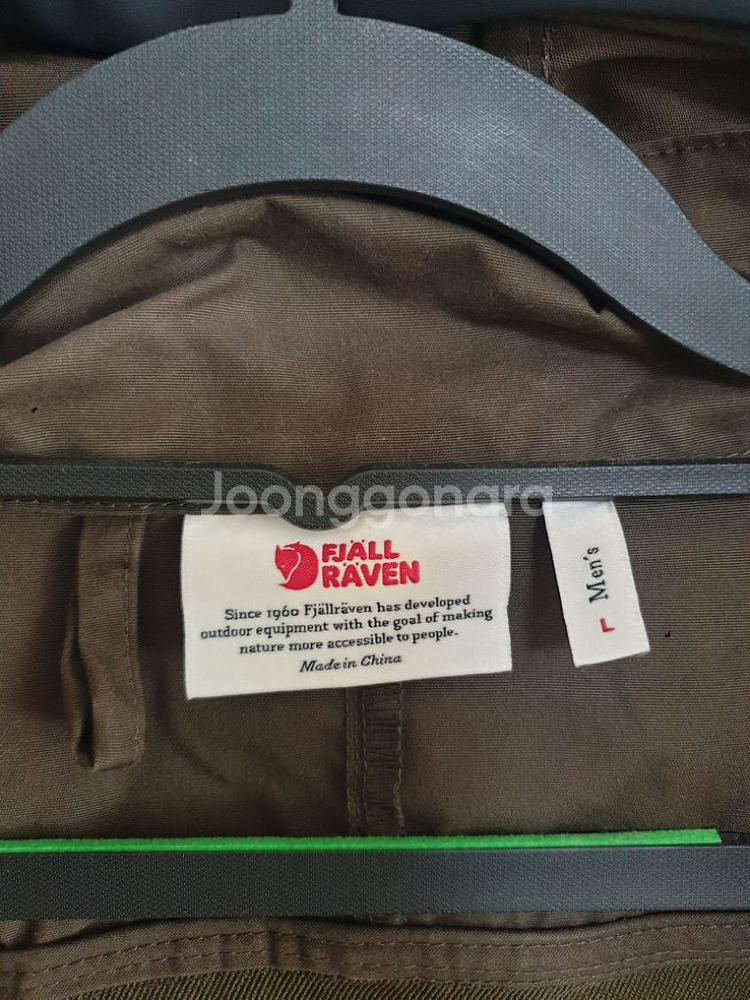 Joonggonara
FJÄLL
RÄVEN
Since 1960 Fjällräven has developed
outdoor equipment with the goal of making
nature more accessible to people.
Made in China
Men's
L